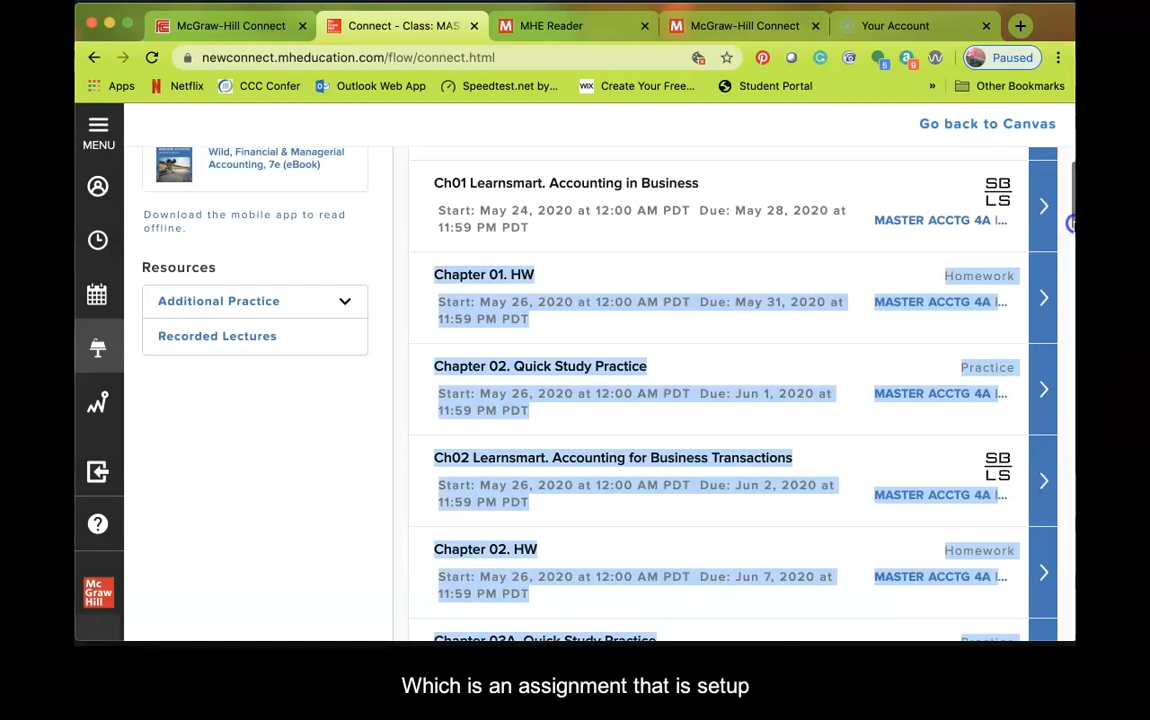 McGraw-Hill Connect
Connect - Class: MAS
MHE Reader
McGraw-Hill Connect
Your Account
newconnect.mheducation.com/flow/connect.html
5
9
Paused
Apps
Netflix
CCC Confer
Outlook Web App
Speedtest.net by...
WIX
Create Your Free...
Student Portal
»
Other Bookmarks
MENU
Go back to Canvas
Wild, Financial & Managerial
Accounting, 7e (eBook)
Download the mobile app to read
offline.
Resources
Additional Practice
Recorded Lectures
Ch01 Learnsmart. Accounting in Business
Start: May 24, 2020 at 12:00 AM PDT Due: May 28, 2020 at
11:59 PM PDT
SB
LS
MASTER ACCTG 4A I...
Chapter 01. HW
Homework
Start: May 26, 2020 at 12:00 AM PDT Due: May 31, 2020 at
11:59 PM PDT
MASTER ACCTG 4A I...
Chapter 02. Quick Study Practice
Practice
Start: May 26, 2020 at 12:00 AM PDT Due: Jun 1, 2020 at
11:59 PM PDT
MASTER ACCTG 4A I...
Ch02 Learnsmart. Accounting for Business Transactions
Start: May 26, 2020 at 12:00 AM PDT Due: Jun 2, 2020 at
11:59 PM PDT
SB
LS
MASTER ACCTG 4A I...
Chapter 02. HW
Homework
Start: May 26, 2020 at 12:00 AM PDT Due: Jun 7, 2020 at
11:59 PM PDT
MASTER ACCTG 4A I...
Chapter 03A. Quick Study Practice
Practice
Mc
Graw
Hill
Which is an assignment that is setup